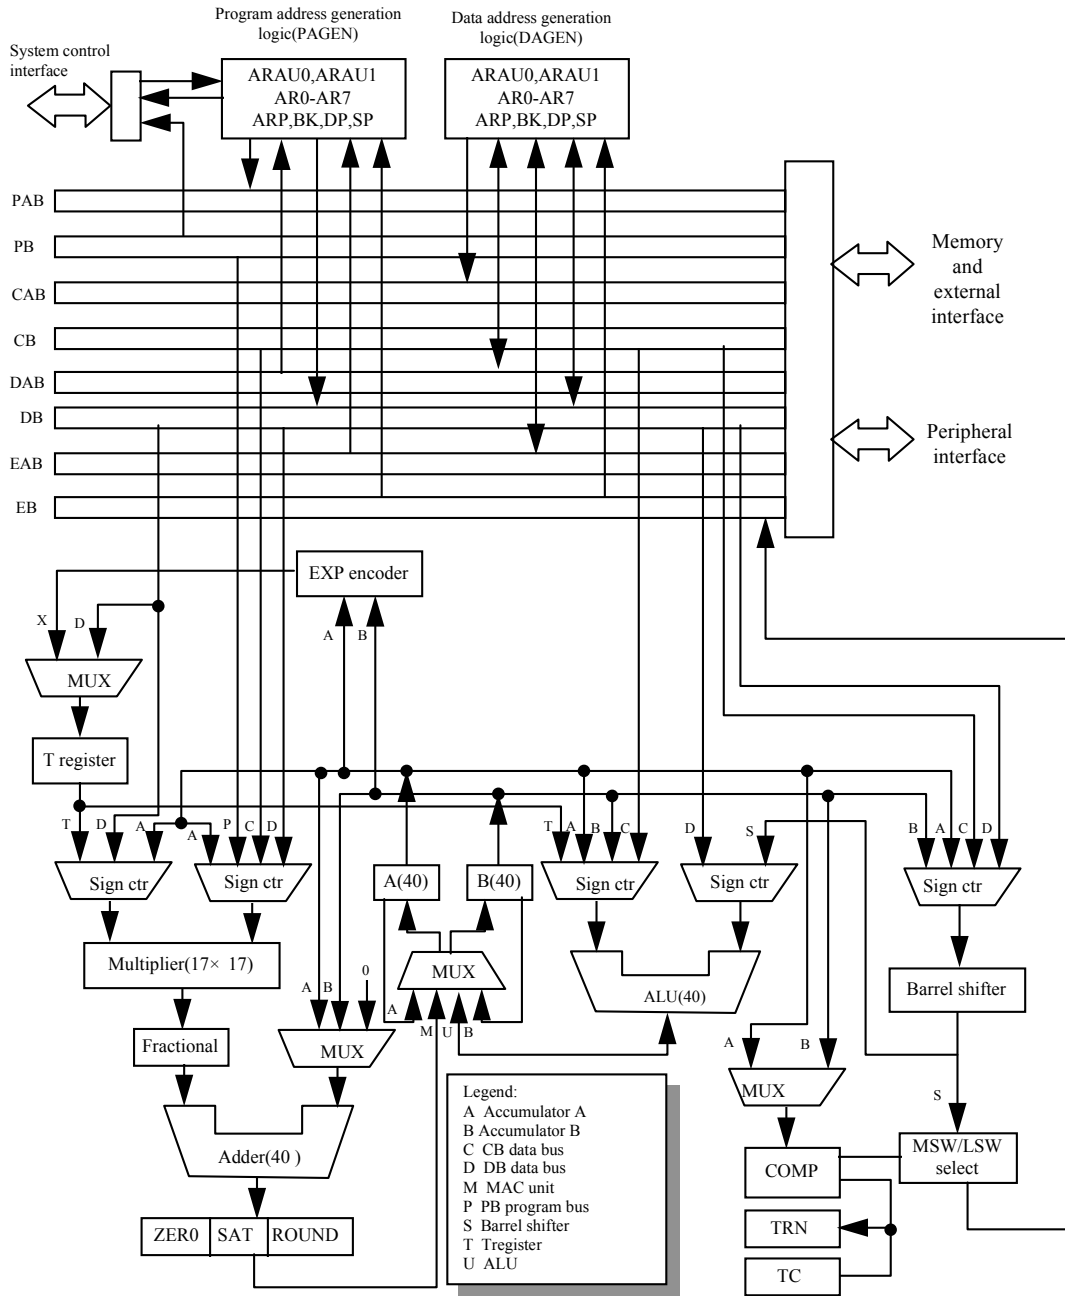 Program address generation
logic(PAGEN)
Data address generation
logic(DAGEN)
System control
interface
ARAU0,ARAU1
AR0-AR7
ARP,BK,DP,SP
ARAU0,ARAU1
AR0-AR7
ARP,BK,DP,SP
PAB
PB
CAB
CB
DAB
DB
EAB
EB
Memory
and
external
interface
Peripheral
interface
EXP encoder
X
D
A
B
MUX
T register
T
D
A
A
P
C
D
T
A
B
C
D
S
B
A
C
D
Sign ctr
Sign ctr
A(40)
B(40)
Sign ctr
Sign ctr
Sign ctr
Multiplier(17× 17)
MUX
ALU(40)
Barrel shifter
A
B
0
A
M
U
B
Fractional
MUX
A
B
MUX
S
Adder(40 )
COMP
MSW/LSW
select
ZER0
SAT
ROUND
TRN
TC
Legend:
A Accumulator A
B Accumulator B
C CB data bus
D DB data bus
M MAC unit
P PB program bus
S Barrel shifter
T Tregister
U ALU